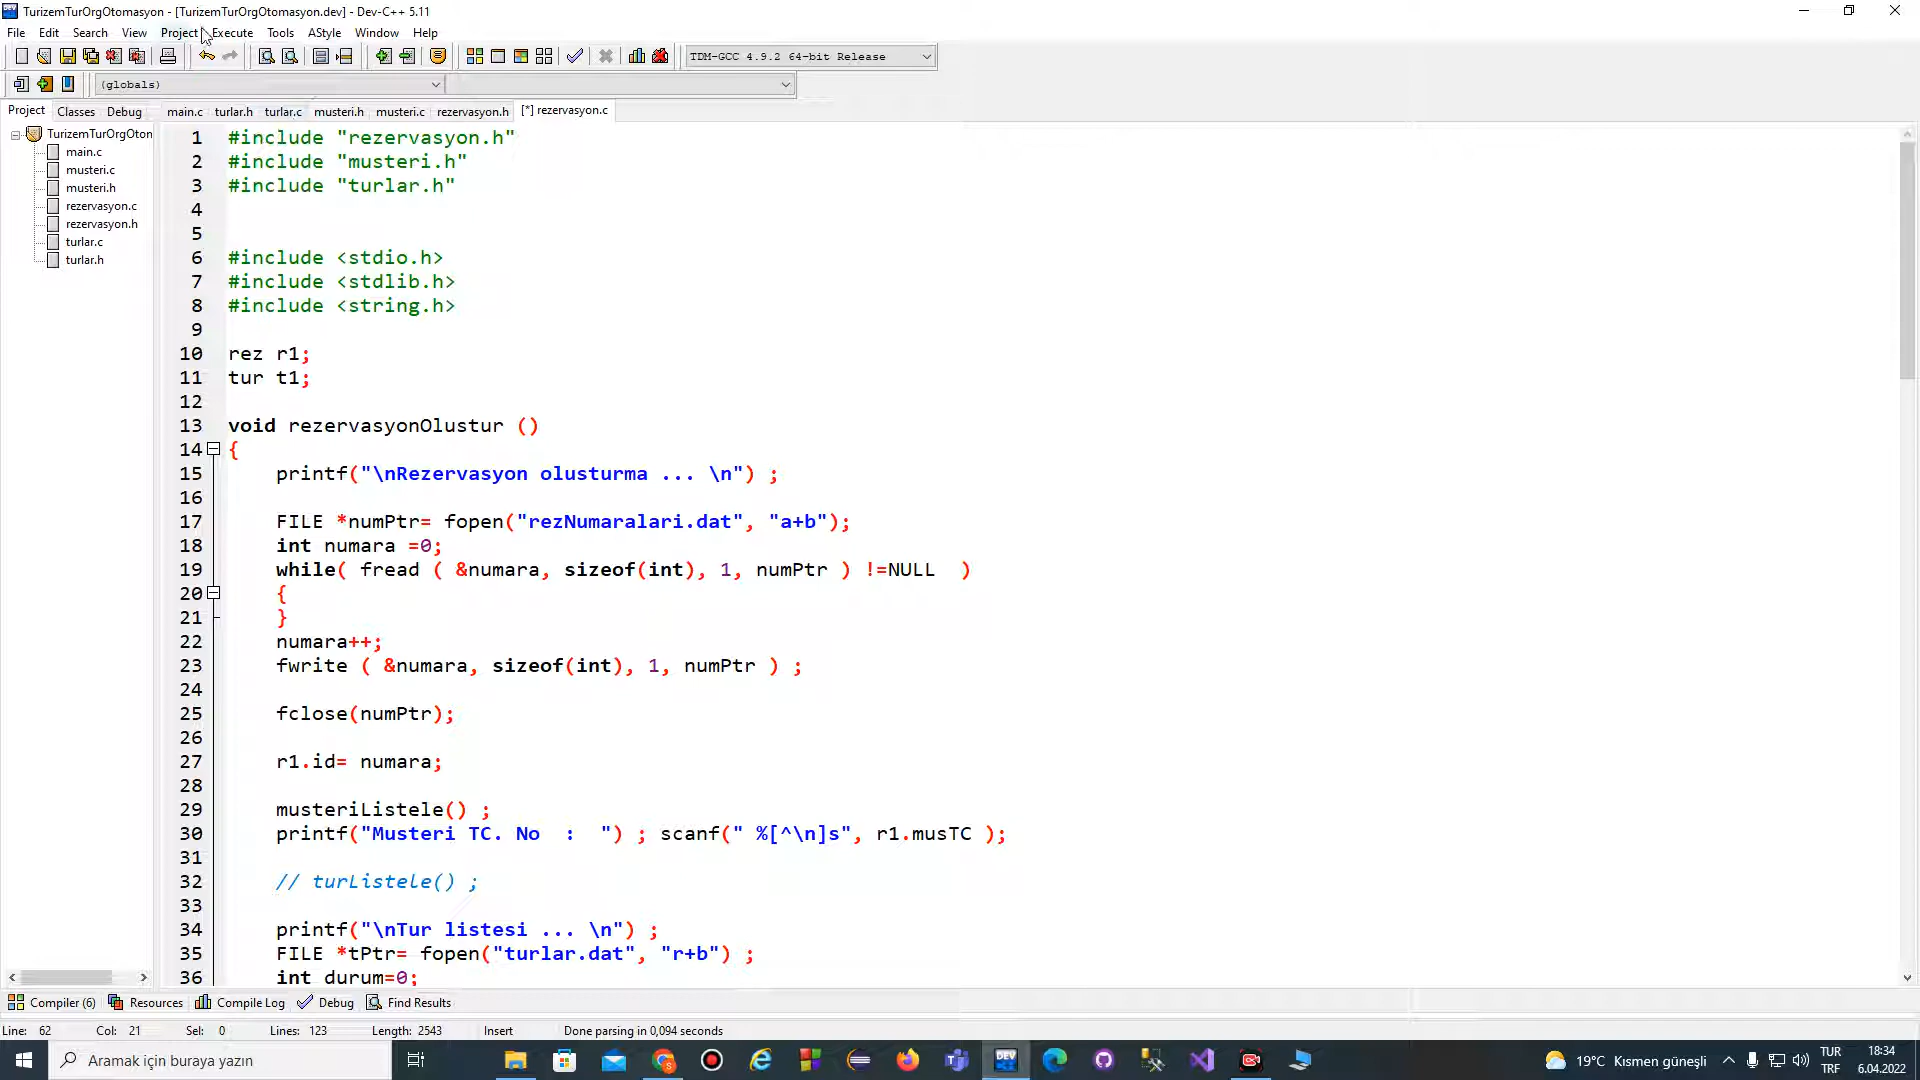 TurizemTurOrgOtomasyon - [TurizemTurOrgOtomasyon.dev] - Dev-C++ 5.11
File Edit Search View Project Execute Tools AStyle Window Help
TDM-GCC 4.9.2 64-bit Release
(globals)
Project Classes Debug main.c turlar.h turlar.c musteri.h musteri.c rezervasyon.h [*] rezervasyon.c
TurizemTurOrgOton
main.c
musteri.c
musteri.h
rezervasyon.c
rezervasyon.h
turlar.c
turlar.h
1 #include "rezervasyon.h"
2 #include "musteri.h"
3 #include "turlar.h"
4
5
6 #include <stdio.h>
7 #include <stdlib.h>
8 #include <string.h>
9
10 rez r1;
11 tur t1;
12
13 void rezervasyonOlustur ()
14 {
15 printf("\nRezervasyon olusturma ... \n") ;
16
17 FILE *numPtr= fopen("rezNumaralari.dat", "a+b");
18 int numara =0;
19 while( fread ( &numara, sizeof(int), 1, numPtr ) !=NULL )
20 {
21 }
22 numara++;
23 fwrite ( &numara, sizeof(int), 1, numPtr ) ;
24
25 fclose(numPtr);
26
27 r1.id= numara;
28
29 musteriListele() ;
30 printf("Musteri TC. No : ") ; scanf(" %[^\n]s", r1.musTC );
31
32 // turListele() ;
33
34 printf("\nTur listesi ... \n") ;
35 FILE *tPtr= fopen("turlar.dat", "r+b") ;
36 int durum=0;
Compiler (6) Resources Compile Log Debug Find Results
Line: 62 Col: 21 Sel: 0 Lines: 123 Length: 2543 Insert Done parsing in 0,094 seconds
Aramak için buraya yazın
DEV
19°C Kısmen güneşli
TUR
TRF
18:34
6.04.2022